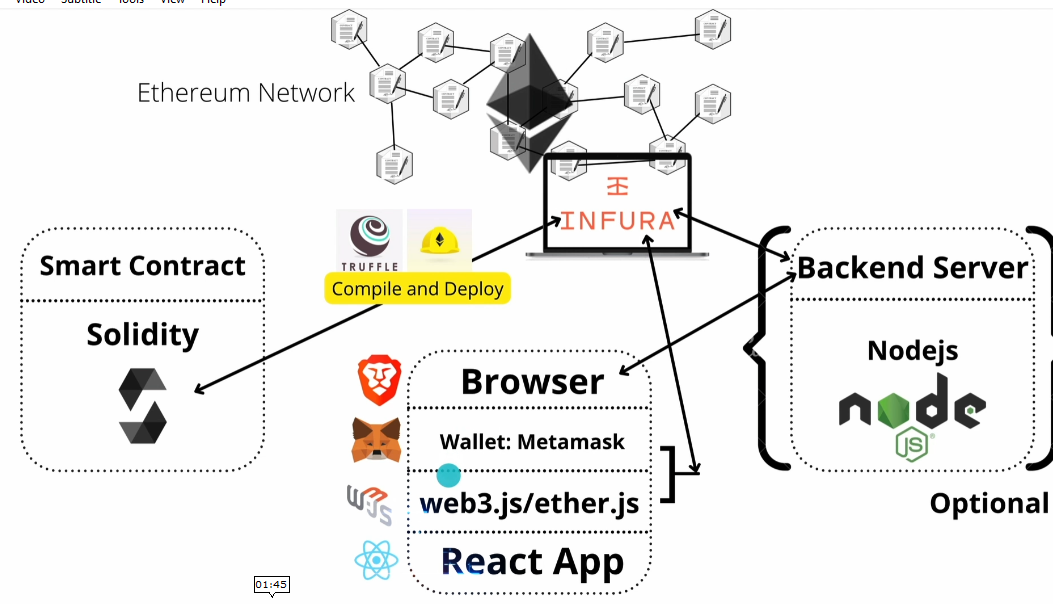 Video Subtitle Tools View Help
Ethereum Network
INFURA
TRUFFLE
Compile and Deploy
Smart Contract
Solidity
Backend Server
Nodejs
node
JS
Optional
Browser
Wallet: Metamask
web3.js/ether.js
React App
01:45